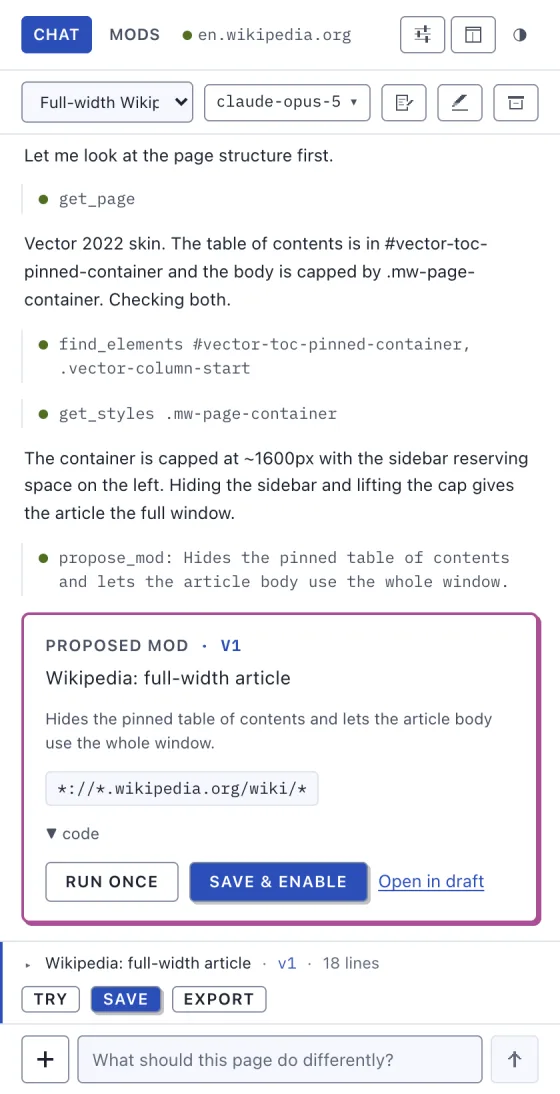 CHAT MODS en.wikipedia.org
Full-width Wikip claude-opus-5
Let me look at the page structure first.
get_page
Vector 2022 skin. The table of contents is in #vector-toc-
pinned-container and the body is capped by .mw-page-
container. Checking both.
find_elements #vector-toc-pinned-container,
.vector-column-start
get_styles .mw-page-container
The container is capped at ~1600px with the sidebar reserving
space on the left. Hiding the sidebar and lifting the cap gives
the article the full window.
propose_mod: Hides the pinned table of contents
and lets the article body use the whole window.
PROPOSED MOD · V1
Wikipedia: full-width article
Hides the pinned table of contents and lets the article body
use the whole window.
*://*.wikipedia.org/wiki/*
▼ code
RUN ONCE SAVE & ENABLE Open in draft
Wikipedia: full-width article · v1 · 18 lines
TRY SAVE EXPORT
What should this page do differently?